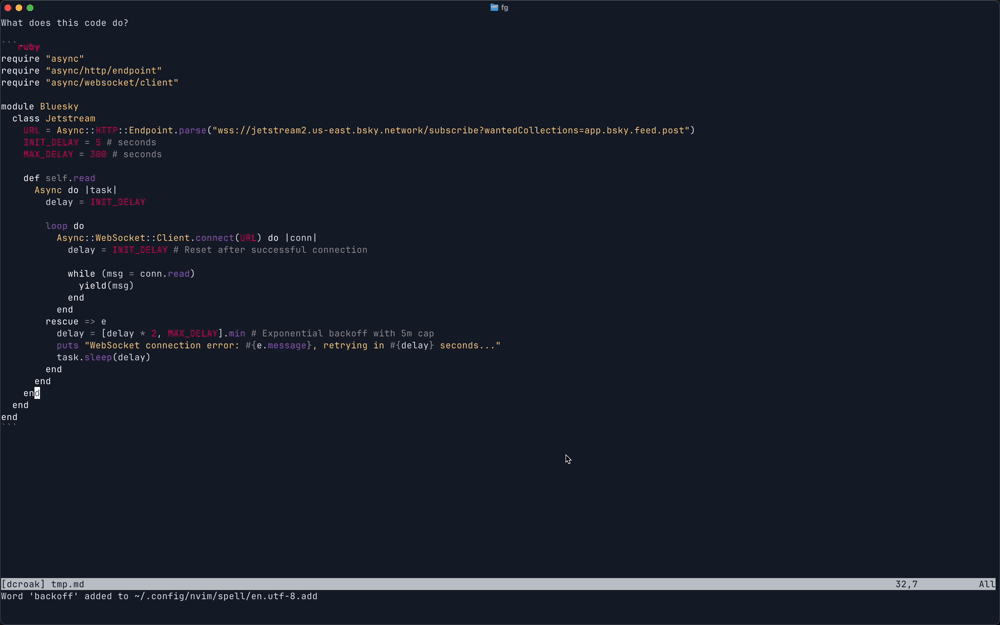 fg
What does this code do?
```ruby
require "async"
require "async/http/endpoint"
require "async/websocket/client"
module Bluesky
  class Jetstream
    URL = Async::HTTP::Endpoint.parse("wss://jetstream2.us-east.bsky.network/subscribe?wantedCollections=app.bsky.feed.post")
    INIT_DELAY = 5 # seconds
    MAX_DELAY = 300 # seconds
    def self.read
      Async do |task|
        delay = INIT_DELAY
        loop do
          Async::WebSocket::Client.connect(URL) do |conn|
            delay = INIT_DELAY # Reset after successful connection
            while (msg = conn.read)
              yield(msg)
            end
          end
        rescue => e
          delay = [delay * 2, MAX_DELAY].min # Exponential backoff with 5m cap
          puts "WebSocket connection error: #{e.message}, retrying in #{delay} seconds..."
          task.sleep(delay)
        end
      end
    end
  end
end
```
[dcroak] tmp.md 32,7 All
Word 'backoff' added to ~/.config/nvim/spell/en.utf-8.add